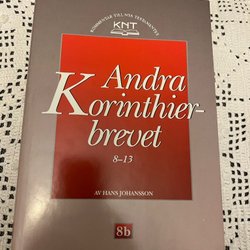 KOMMENTAR TILL NYA TESTAMENTET
KNT
Andra
Korinthier-
brevet
8–13
AV HANS JOHANSSON
8b